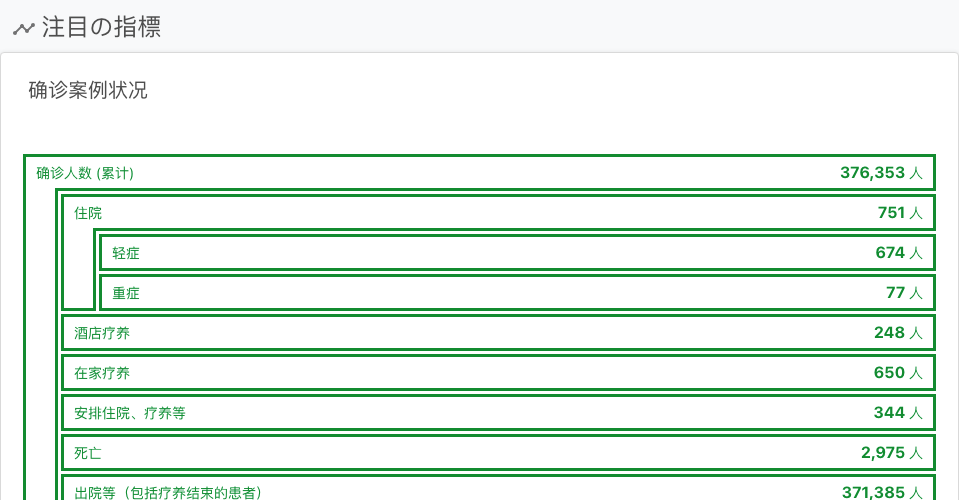 注目の指標
确诊案例状况
确诊人数 (累计) 376,353 人
住院 751 人
轻症 674 人
重症 77 人
酒店疗养 248 人
在家疗养 650 人
安排住院、疗养等 344 人
死亡 2,975 人
出院等（包括疗养结束的患者） 371,385 人